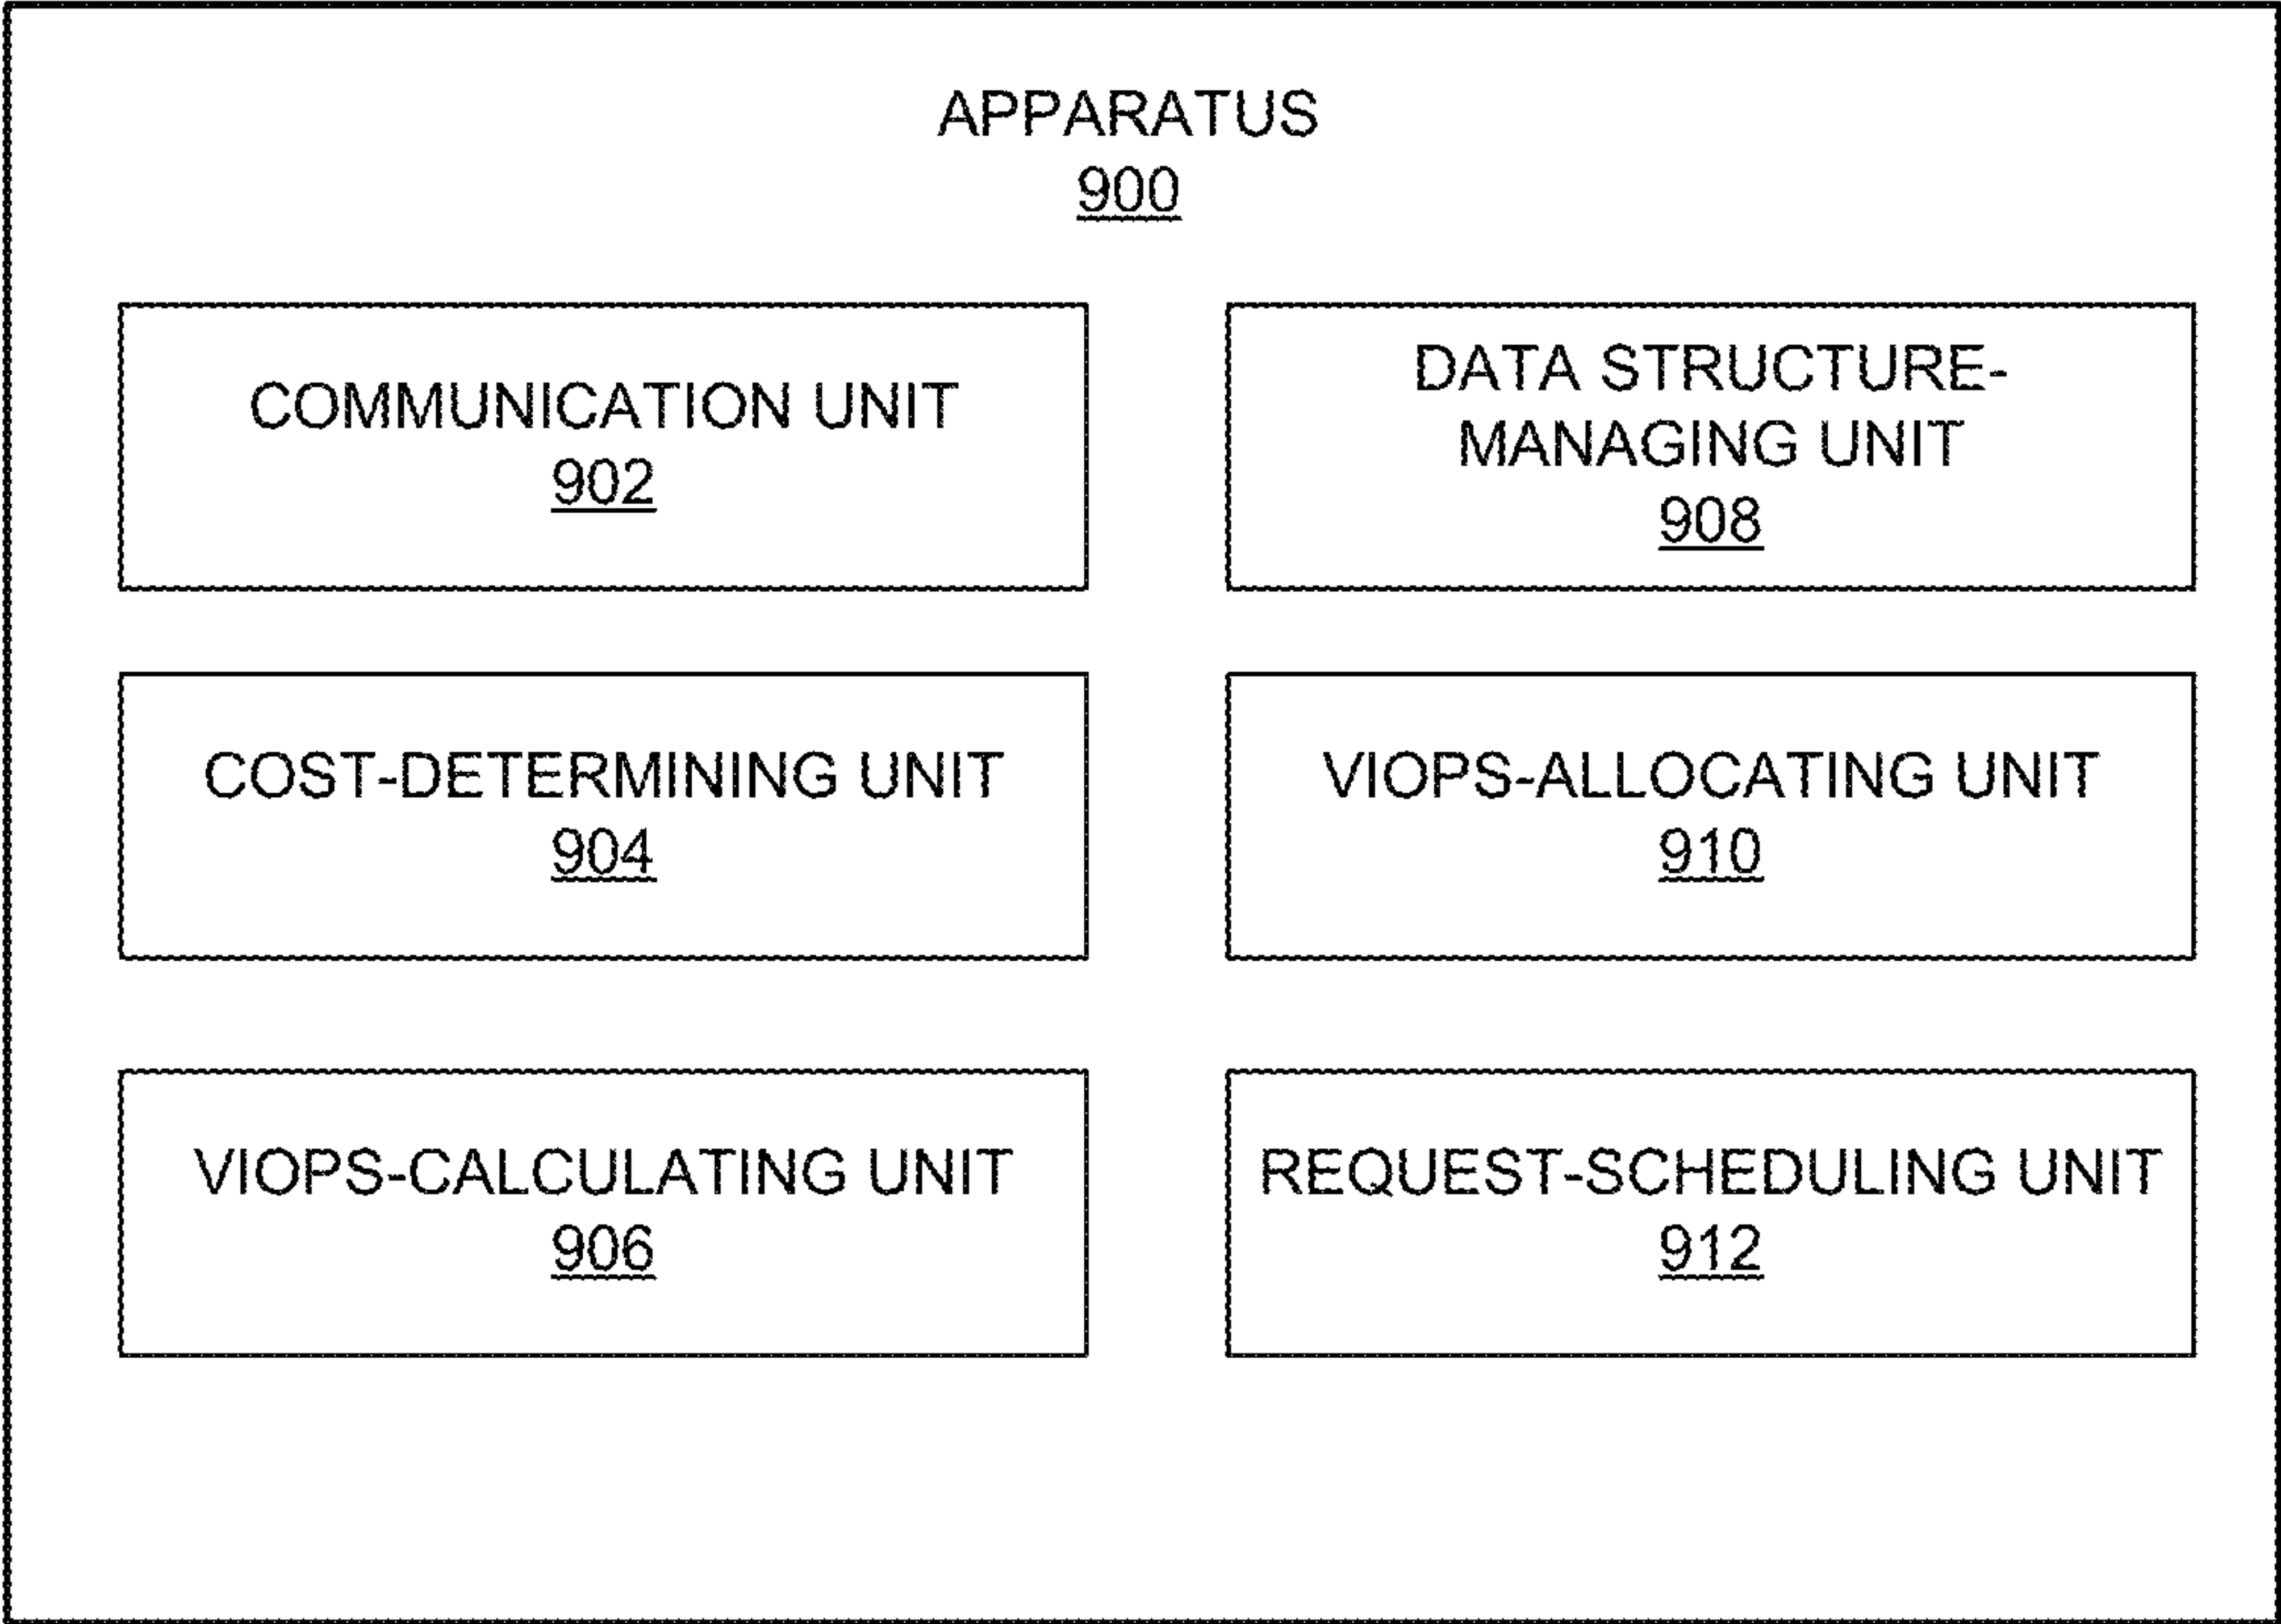 APPARATUS
900
COMMUNICATION UNIT
902
DATA STRUCTURE-
MANAGING UNIT
908
COST-DETERMINING UNIT
904
VIOPS-ALLOCATING UNIT
910
VIOPS-CALCULATING UNIT
906
REQUEST-SCHEDULING UNIT
912